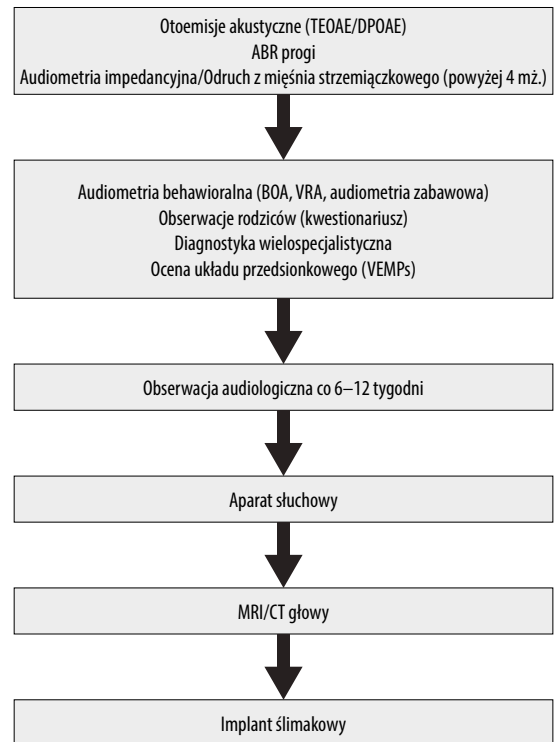 Otoemisje akustyczne (TEOAE/DPOAE)
ABR progi
Audiometria impedancyjna/Odruch z mięśnia strzemiączkowego (powyżej 4 mż.)
Audiometria behawioralna (BOA, VRA, audiometria zabawowa)
Obserwacje rodziców (kwestionariusz)
Diagnostyka wielospecjalistyczna
Ocena układu przedsionkowego (VEMPs)
Obserwacja audiologiczna co 6–12 tygodni
Aparat słuchowy
MRI/CT głowy
Implant ślimakowy